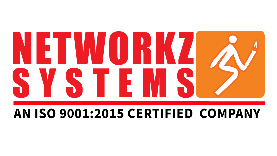 NETWORKZ
SYSTEMS
AN ISO 9001:2015 CERTIFIED COMPANY